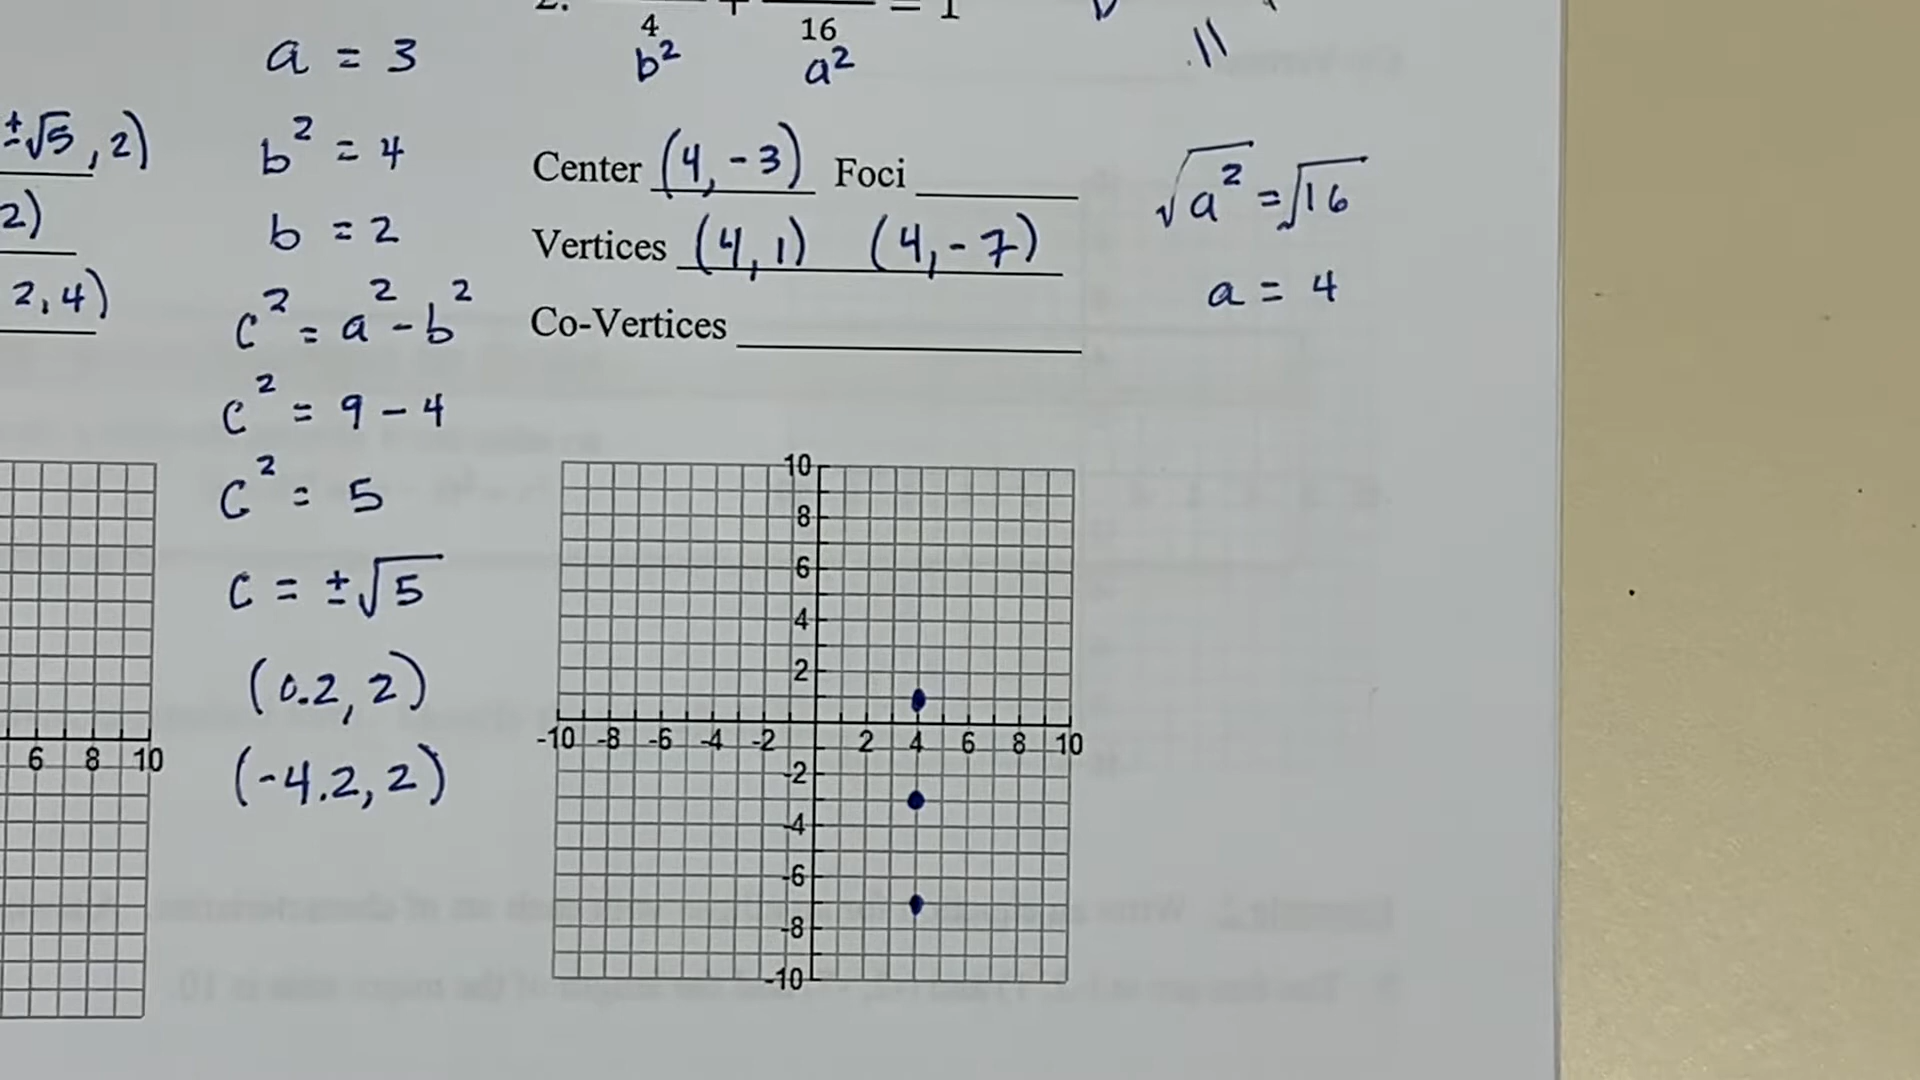 2. + = 1
4 16
b² a²
a = 3
b² = 4
b = 2
c² = a² - b²
c² = 9 - 4
c² = 5
c = ±√5
(0.2, 2)
(-4.2, 2)
±√5, 2)
2)
2, 4)
6 8 10
Center (4, -3) Foci
Vertices (4, 1) (4, -7)
Co-Vertices
√a² = √16
a = 4
10
8
6
4
2
-10 -8 -6 -4 -2 2 4 6 8 10
-2
-4
-6
-8
-10